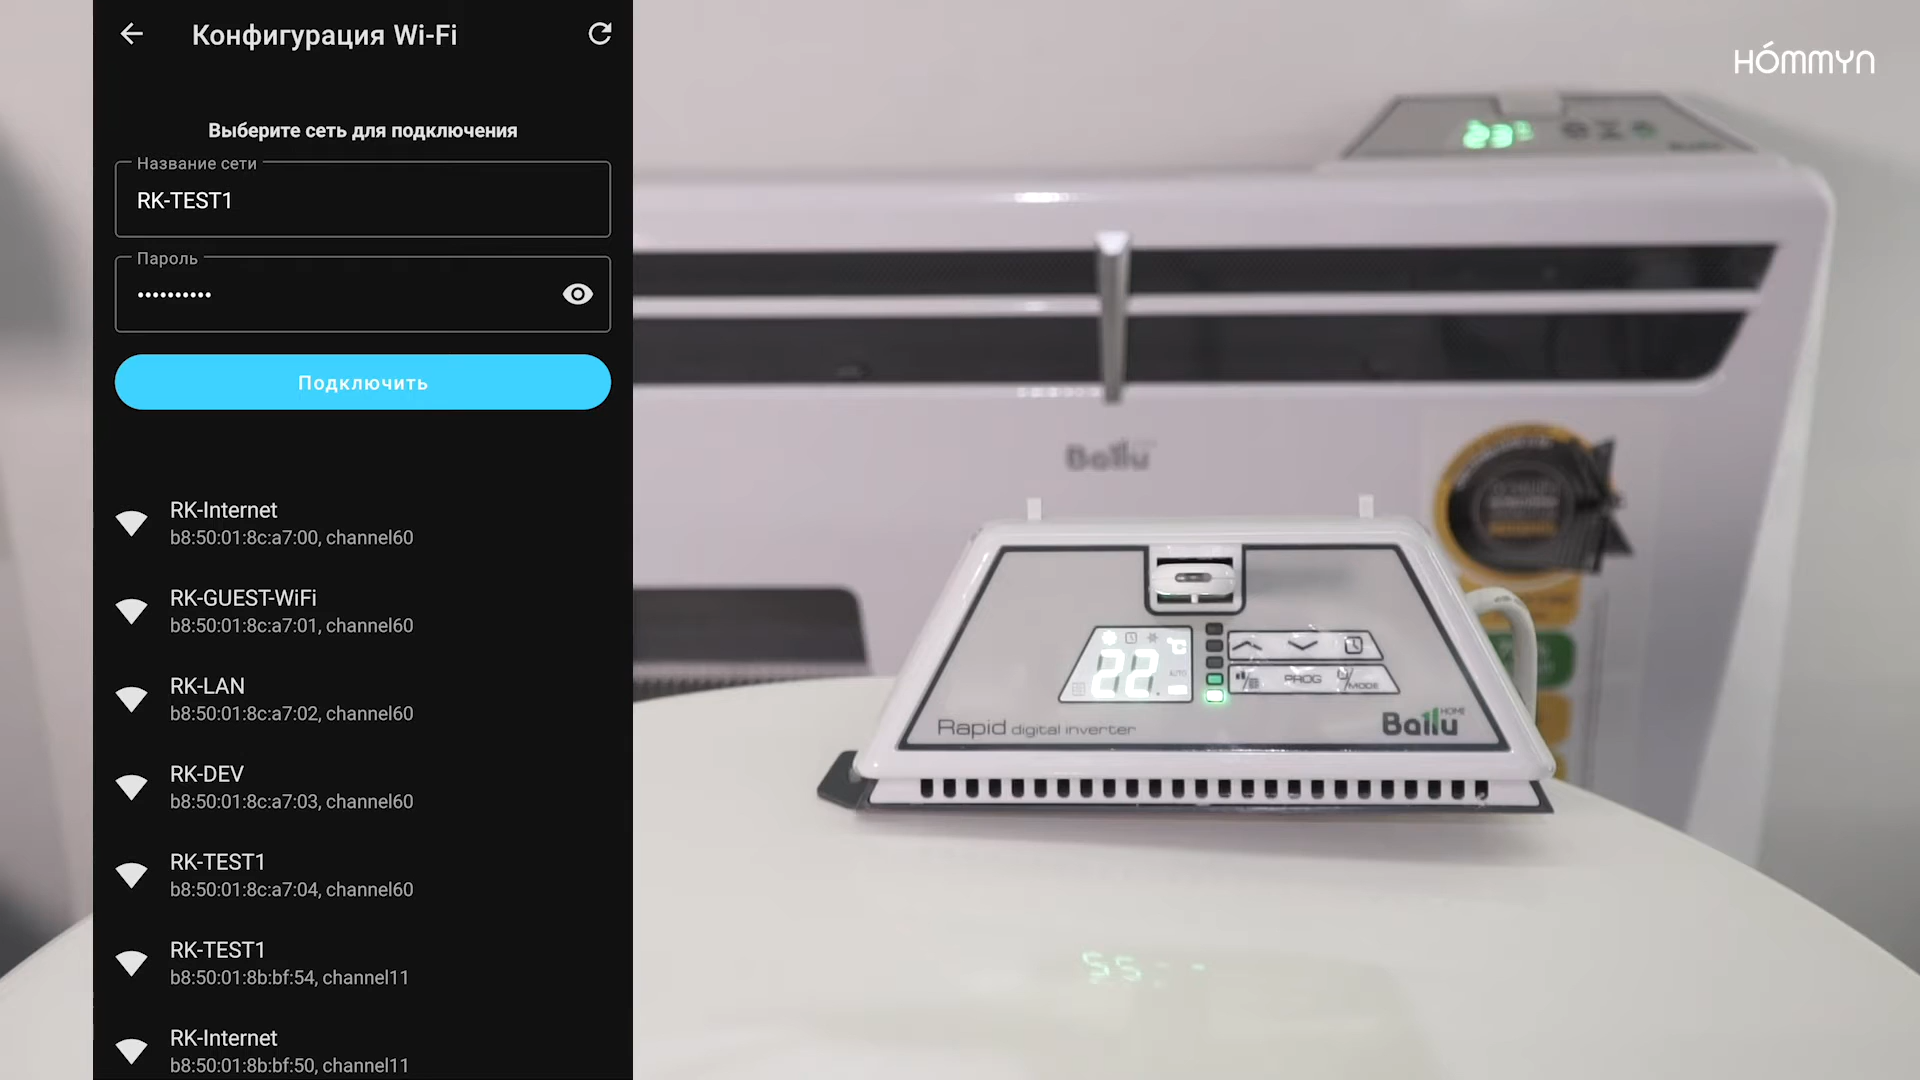 Конфигурация Wi-Fi
Выберите сеть для подключения
Название сети
RK-TEST1
Пароль
••••••••••
Подключить
RK-Internet
b8:50:01:8c:a7:00, channel60
RK-GUEST-WiFi
b8:50:01:8c:a7:01, channel60
RK-LAN
b8:50:01:8c:a7:02, channel60
RK-DEV
b8:50:01:8c:a7:03, channel60
RK-TEST1
b8:50:01:8c:a7:04, channel60
RK-TEST1
b8:50:01:8b:bf:54, channel11
RK-Internet
b8:50:01:8b:bf:50, channel11
HÓMMYN
Ballu
22
°C
AUTO
PROG
MODE
Rapid digital inverter
Ballu
HOME